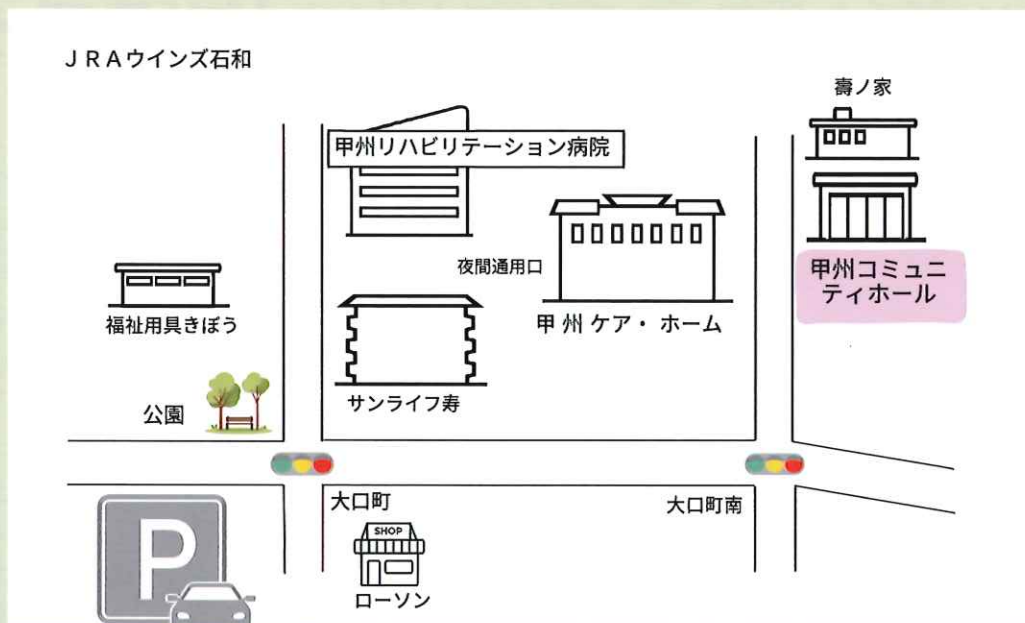 ＪＲＡウインズ石和
壽ノ家
甲州リハビリテーション病院
夜間通用口
甲州コミュニ
ティホール
福祉用具きぼう
甲 州 ケア・ ホーム
サンライフ寿
公園
大口町
大口町南
P
SHOP
ローソン